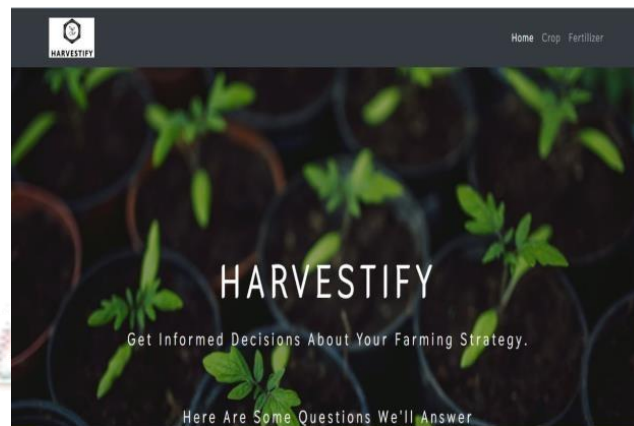 HARVESTIFY
Home Crop Fertilizer
HARVESTIFY
Get Informed Decisions About Your Farming Strategy.
Here Are Some Questions We'll Answer